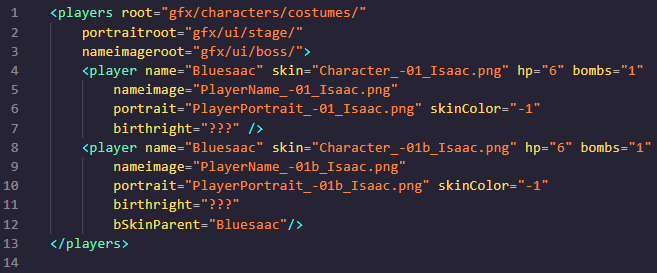 1 <players root="gfx/characters/costumes/"
2 portraitroot="gfx/ui/stage/"
3 nameimageroot="gfx/ui/boss/">
4 <player name="Bluesaac" skin="Character_-01_Isaac.png" hp="6" bombs="1"
5 nameimage="PlayerName_-01_Isaac.png"
6 portrait="PlayerPortrait_-01_Isaac.png" skinColor="-1"
7 birthright="???" />
8 <player name="Bluesaac" skin="Character_-01b_Isaac.png" hp="6" bombs="1"
9 nameimage="PlayerName_-01b_Isaac.png"
10 portrait="PlayerPortrait_-01b_Isaac.png" skinColor="-1"
11 birthright="???"
12 bSkinParent="Bluesaac"/>
13 </players>
14